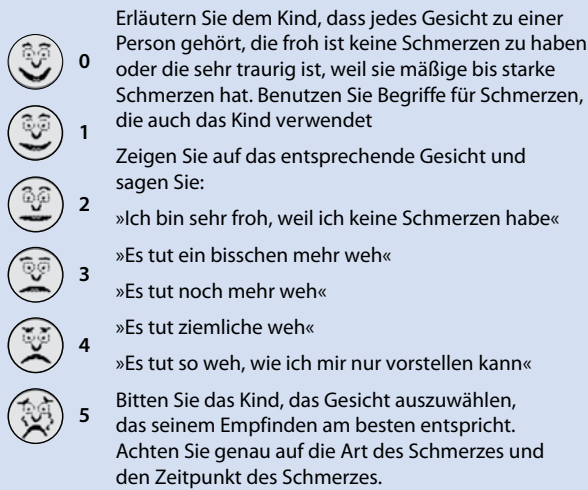 Erläutern Sie dem Kind, dass jedes Gesicht zu einer
Person gehört, die froh ist keine Schmerzen zu haben
oder die sehr traurig ist, weil sie mäßige bis starke
Schmerzen hat. Benutzen Sie Begriffe für Schmerzen,
die auch das Kind verwendet
Zeigen Sie auf das entsprechende Gesicht und
sagen Sie:
»Ich bin sehr froh, weil ich keine Schmerzen habe«
»Es tut ein bisschen mehr weh«
»Es tut noch mehr weh«
»Es tut ziemliche weh«
»Es tut so weh, wie ich mir nur vorstellen kann«
Bitten Sie das Kind, das Gesicht auszuwählen,
das seinem Empfinden am besten entspricht.
Achten Sie genau auf die Art des Schmerzes und
den Zeitpunkt des Schmerzes.
0
1
2
3
4
5